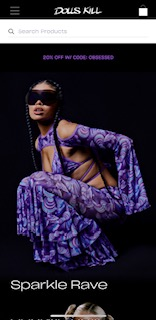 DOLLS KILL
Search Products
20% OFF W/ CODE: OBSESSED
Sparkle Rave